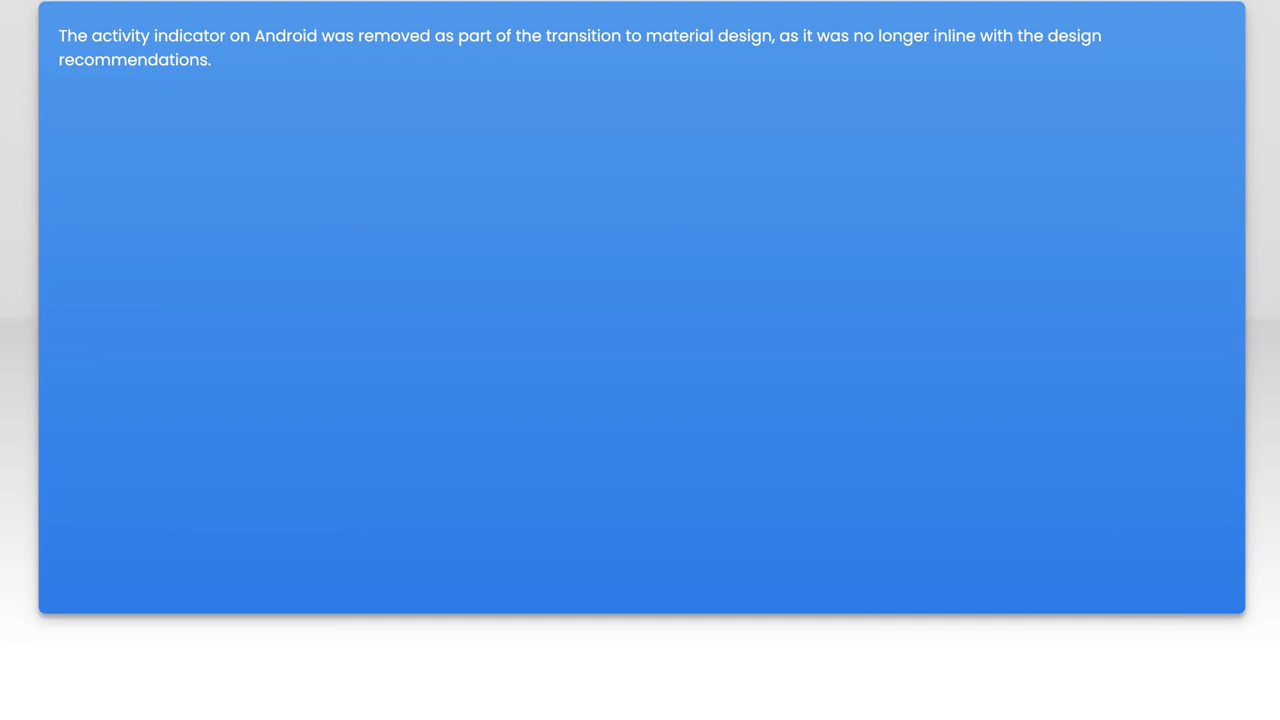 The activity indicator on Android was removed as part of the transition to material design, as it was no longer inline with the design
recommendations.